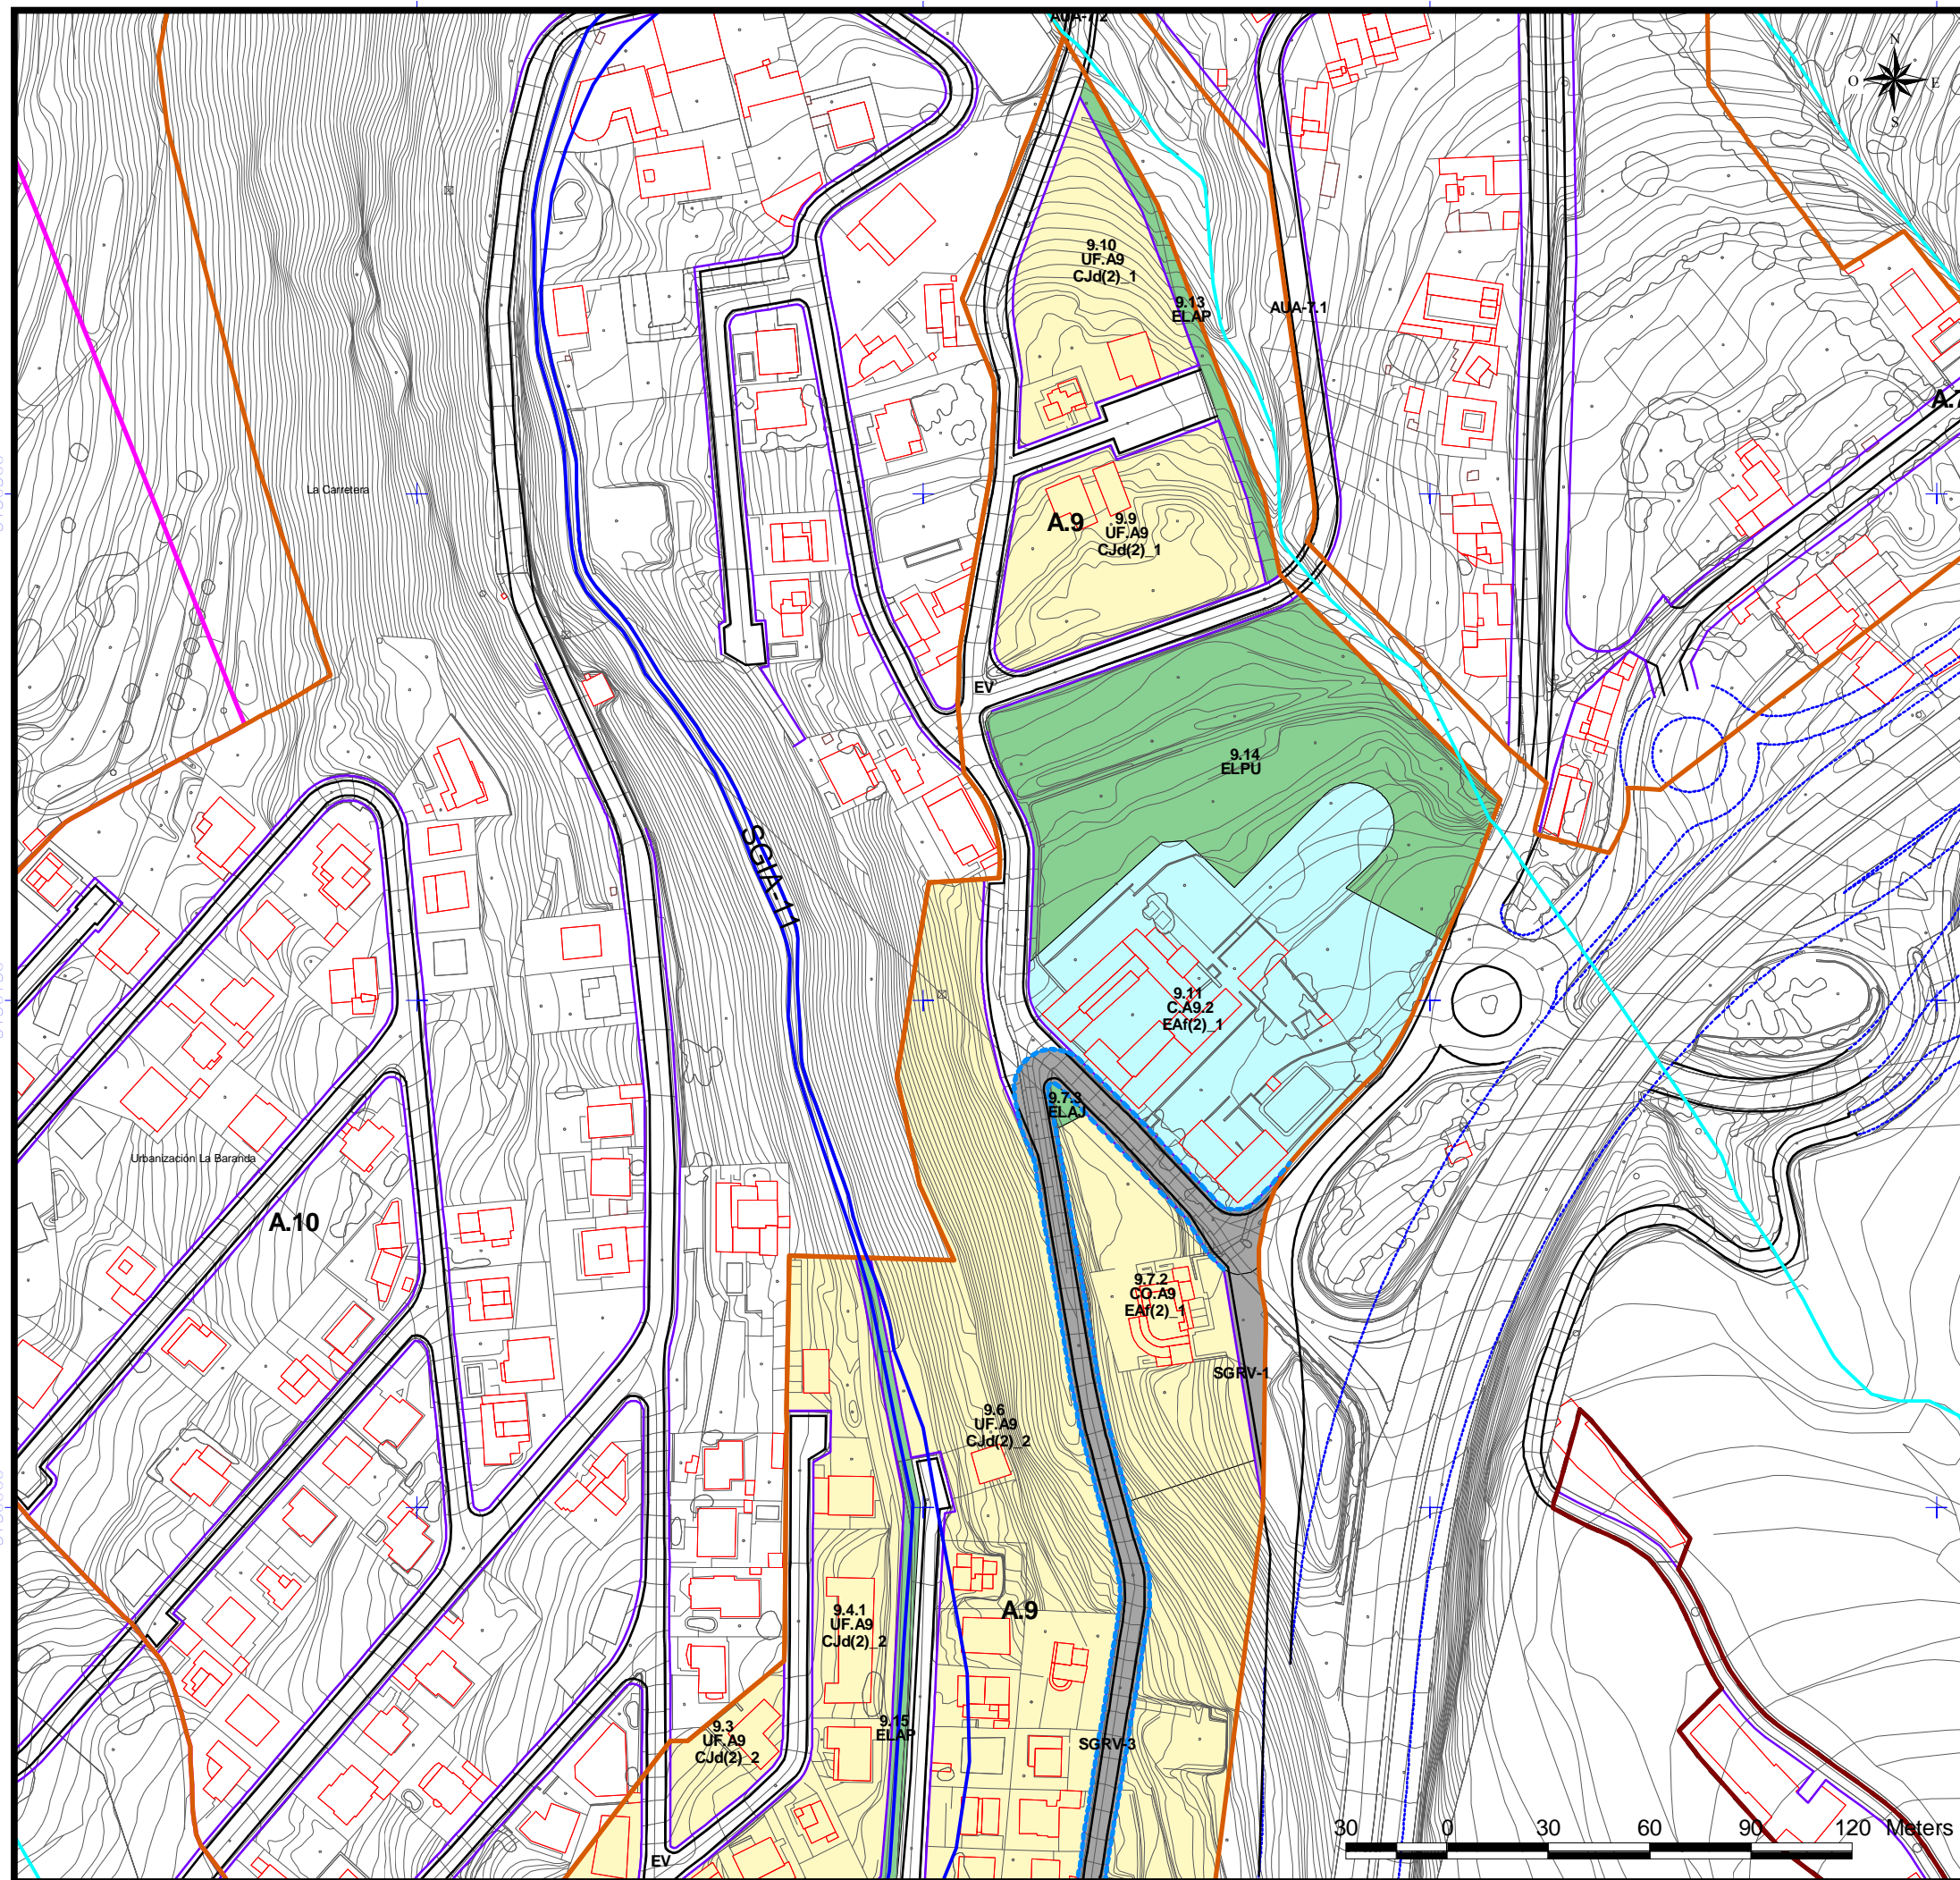 AUA-7.2
N
O
E
S
9.10
UF.A9
CJd(2)_1
9.13
ELAP
AUA-7.1
A.7
La Carretera
A.9
9.9
UF.A9
CJd(2)_1
EV
9.14
ELPU
SGIA-11
9.11
C.A9.2
EAf(2)_1
9.7.3
ELAJ
Urbanización La Baranda
A.10
9.7.2
CO.A9
EAf(2)_1
SGRV-1
9.6
UF.A9
CJd(2)_2
A.9
9.4.1
UF.A9
CJd(2)_2
9.15
ELAP
9.3
UF.A9
CJd(2)_2
SGRV-3
EV
30 0 30 60 90 120 Meters